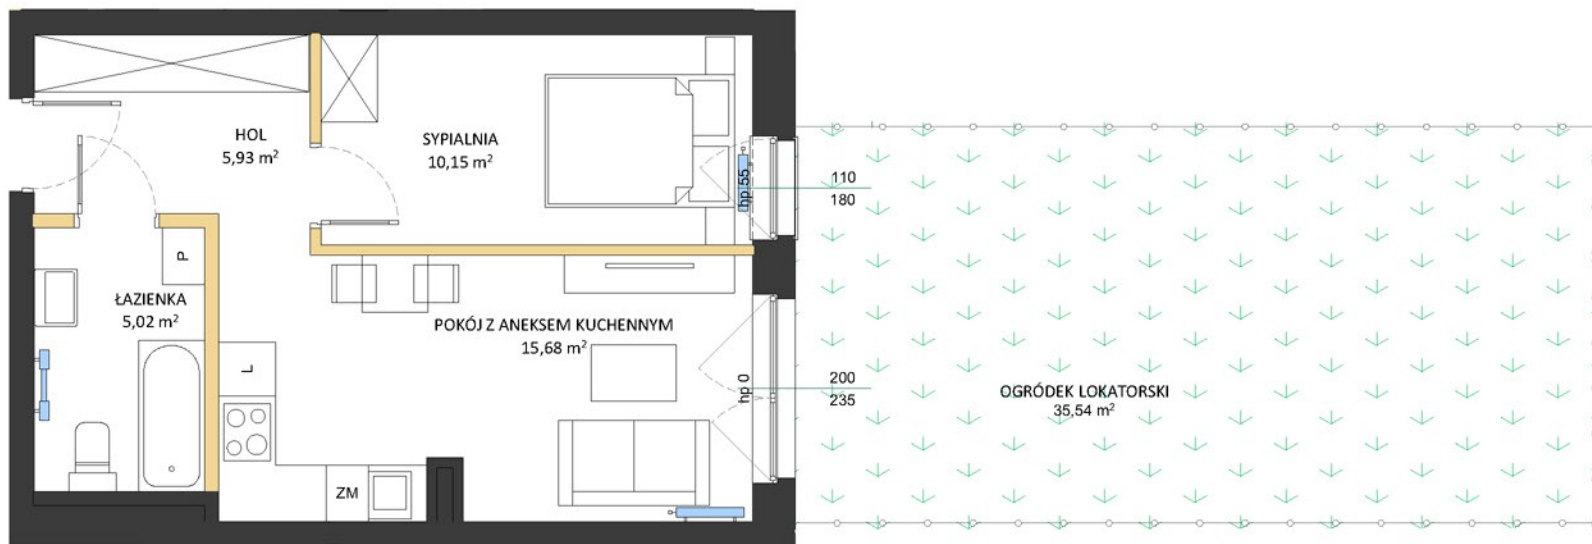 HOL
5,93 m²
SYPIALNIA
10,15 m²
hp 55
110
180
P
ŁAZIENKA
5,02 m²
POKÓJ Z ANEKSEM KUCHENNYM
15,68 m²
L
hp 0
200
235
OGRÓDEK LOKATORSKI
35,54 m²
ZM